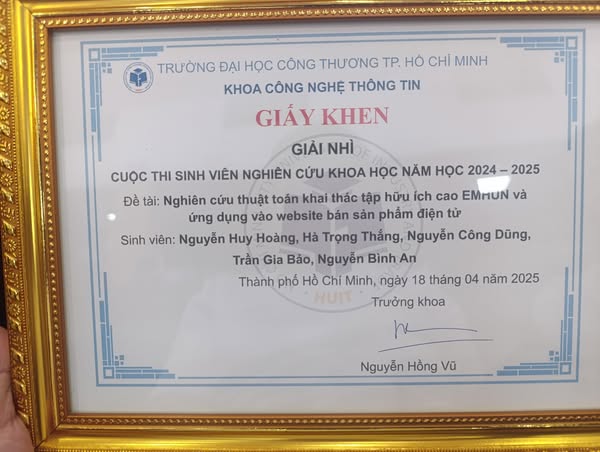 TRƯỜNG ĐẠI HỌC CÔNG THƯƠNG TP. HỒ CHÍ MINH
KHOA CÔNG NGHỆ THÔNG TIN
GIẤY KHEN
GIẢI NHÌ
CUỘC THI SINH VIÊN NGHIÊN CỨU KHOA HỌC NĂM HỌC 2024 – 2025
Đề tài: Nghiên cứu thuật toán khai thác tập hữu ích cao EMHUN và
ứng dụng vào website bán sản phẩm điện tử
Sinh viên: Nguyễn Huy Hoàng, Hà Trọng Thắng, Nguyễn Công Dũng,
Trần Gia Bão, Nguyễn Bình An
Thành phố Hồ Chí Minh, ngày 18 tháng 04 năm 2025
HUIT
Trưởng khoa
Nguyễn Hồng Vũ